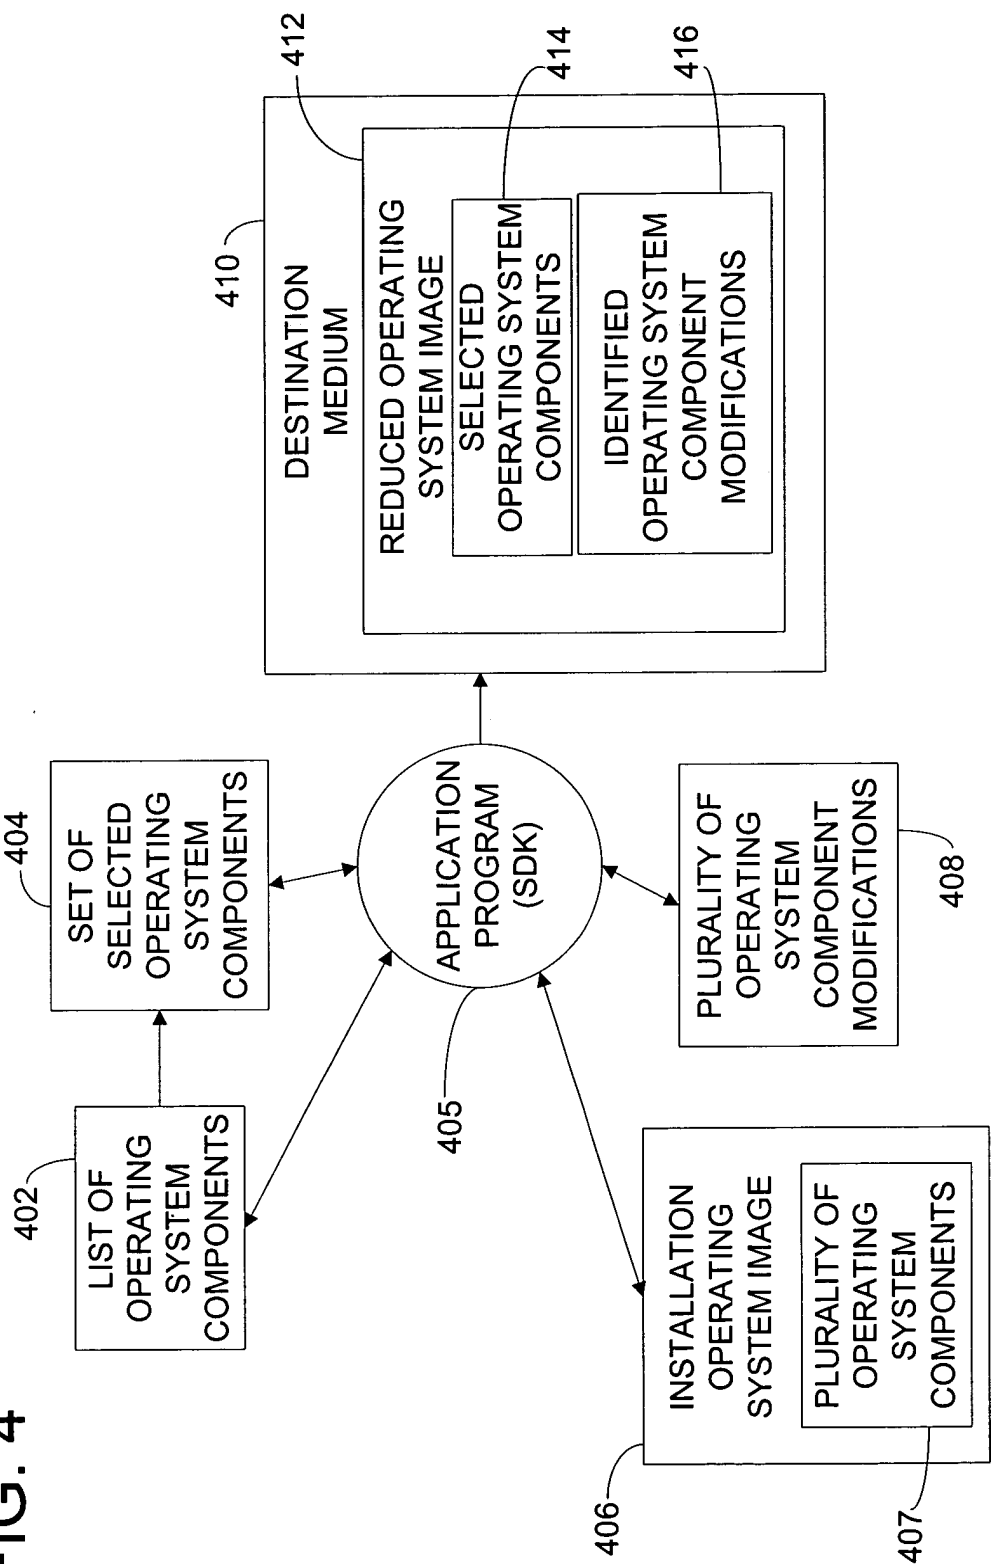 FIG. 4
402
LIST OF
OPERATING
SYSTEM
COMPONENTS
404
SET OF
SELECTED
OPERATING
SYSTEM
COMPONENTS
405
APPLICATION
PROGRAM
(SDK)
406
INSTALLATION
OPERATING
SYSTEM IMAGE
407
PLURALITY OF
OPERATING
SYSTEM
COMPONENTS
408
PLURALITY OF
OPERATING
SYSTEM
COMPONENT
MODIFICATIONS
410
DESTINATION
MEDIUM
412
REDUCED OPERATING
SYSTEM IMAGE
414
SELECTED
OPERATING SYSTEM
COMPONENTS
416
IDENTIFIED
OPERATING SYSTEM
COMPONENT
MODIFICATIONS